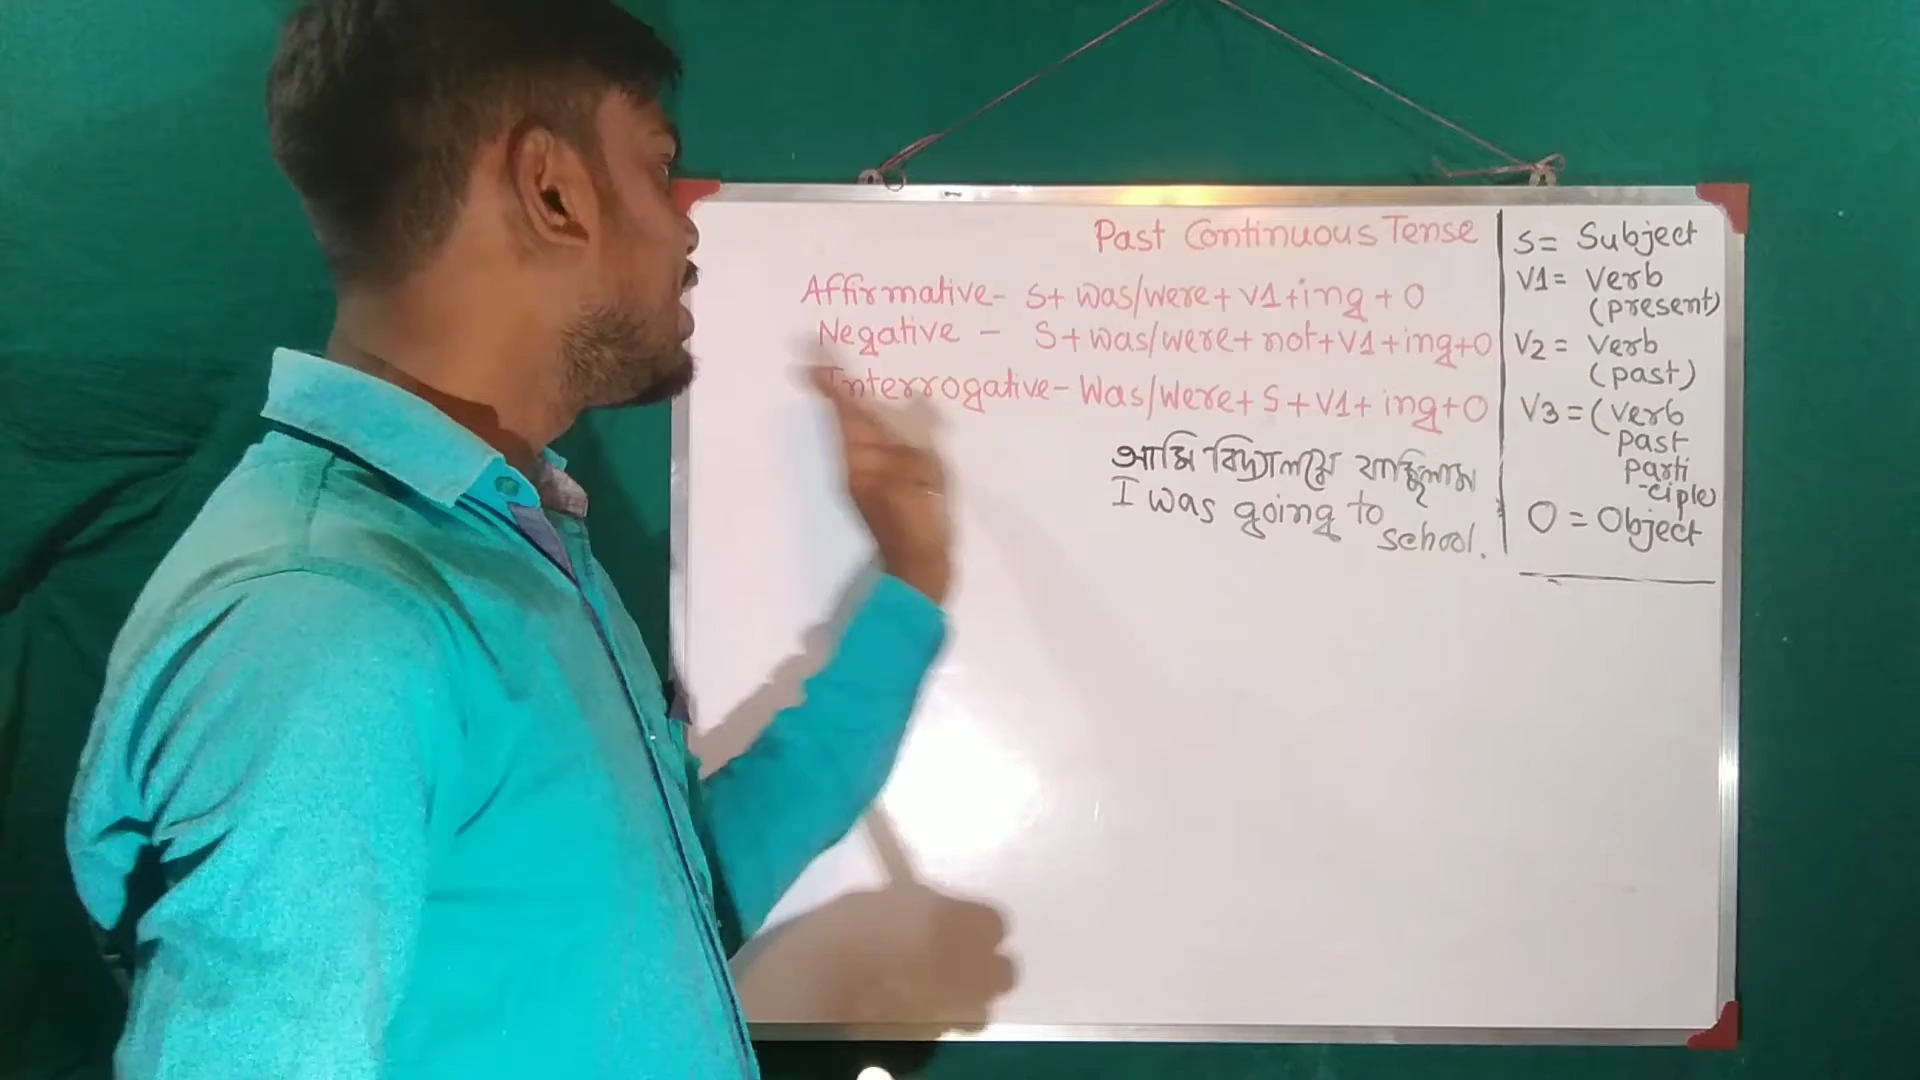 Past Continuous Tense
Affirmative- S+ was/were+V1+ing+O
Negative - S+was/were+not+V1+ing+O
Interrogative- Was/Were+S+V1+ing+O
আমি বিদ্যালয়ে যাচ্ছিলাম
I was going to
school.
S= Subject
V1= Verb
(present)
V2= Verb
(past)
V3=(verb
past
parti
-ciple)
O = Object